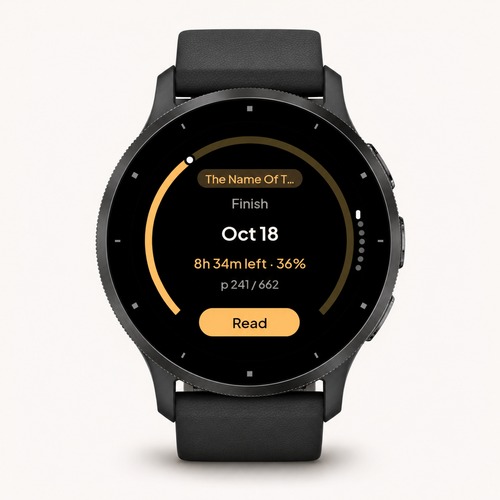 The Name Of T...
Finish
Oct 18
8h 34m left · 36%
p 241 / 662
Read